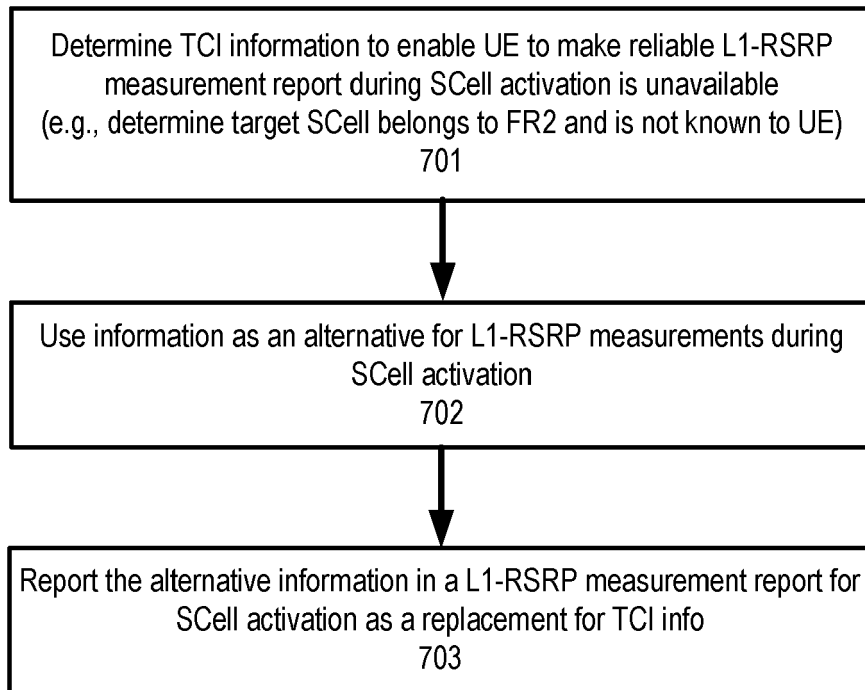 Determine TCI information to enable UE to make reliable L1-RSRP
measurement report during SCell activation is unavailable
(e.g., determine target SCell belongs to FR2 and is not known to UE)
701
Use information as an alternative for L1-RSRP measurements during
SCell activation
702
Report the alternative information in a L1-RSRP measurement report for
SCell activation as a replacement for TCI info
703